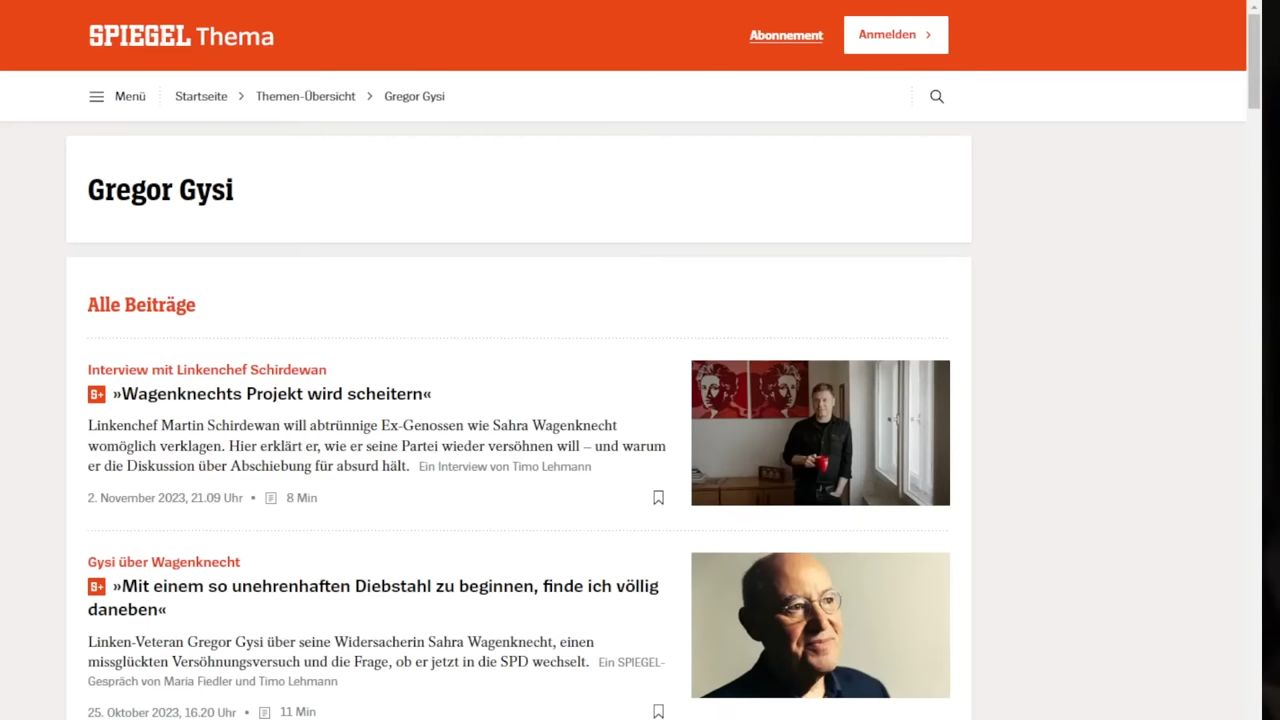 SPIEGEL Thema
Abonnement
Anmelden
Menü
Startseite
Themen-Übersicht
Gregor Gysi
Gregor Gysi
Alle Beiträge
Interview mit Linkenchef Schirdewan
S+ »Wagenknechts Projekt wird scheitern«
Linkenchef Martin Schirdewan will abtrünnige Ex-Genossen wie Sahra Wagenknecht
womöglich verklagen. Hier erklärt er, wie er seine Partei wieder versöhnen will – und warum
er die Diskussion über Abschiebung für absurd hält. Ein Interview von Timo Lehmann
2. November 2023, 21.09 Uhr • 8 Min
Gysi über Wagenknecht
S+ »Mit einem so unehrenhaften Diebstahl zu beginnen, finde ich völlig
daneben«
Linken-Veteran Gregor Gysi über seine Widersacherin Sahra Wagenknecht, einen
missglückten Versöhnungsversuch und die Frage, ob er jetzt in die SPD wechselt. Ein SPIEGEL-
Gespräch von Maria Fiedler und Timo Lehmann
25. Oktober 2023, 16.20 Uhr • 11 Min